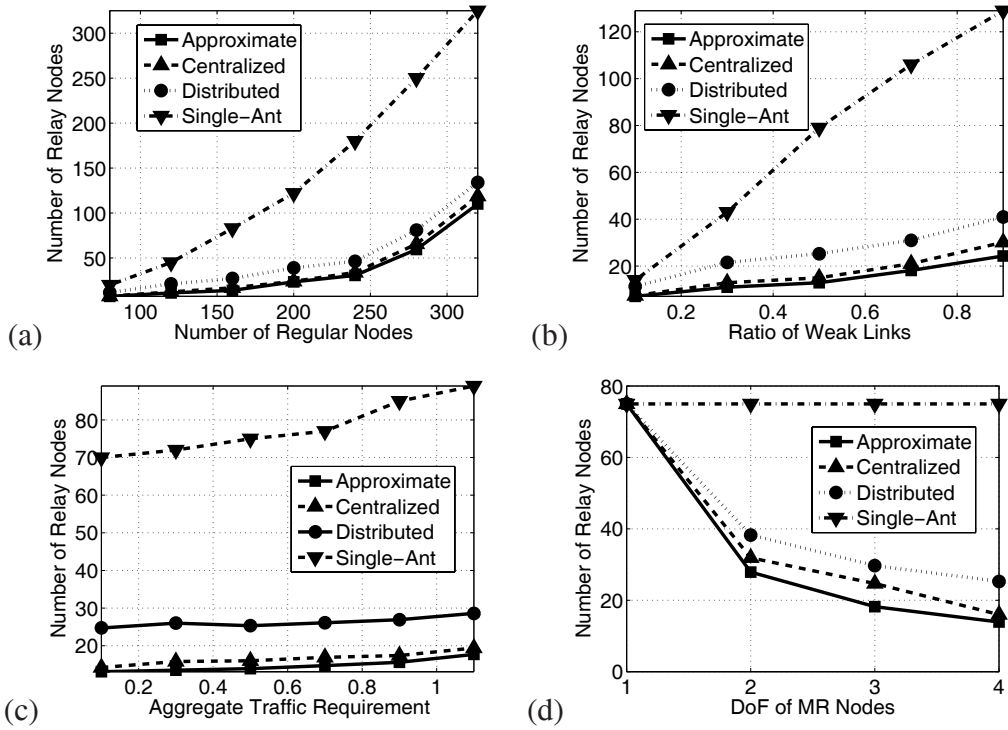 325
275
225
175
125
100
50
Number of Relay Nodes
Approximate
Centralized
Distributed
Single-Ant
100 150 200 250 300
Number of Regular Nodes
(a)
120
100
80
60
40
20
Number of Relay Nodes
Approximate
Centralized
Distributed
Single-Ant
0.2 0.4 0.6 0.8
Ratio of Weak Links
(b)
80
70
60
50
40
30
20
Number of Relay Nodes
Approximate
Centralized
Distributed
Single-Ant
0.2 0.4 0.6 0.8 1
Aggregate Traffic Requirement
(c)
80
60
40
20
0
Number of Relay Nodes
Approximate
Centralized
Distributed
Single-Ant
1 2 3 4
DoF of MR Nodes
(d)